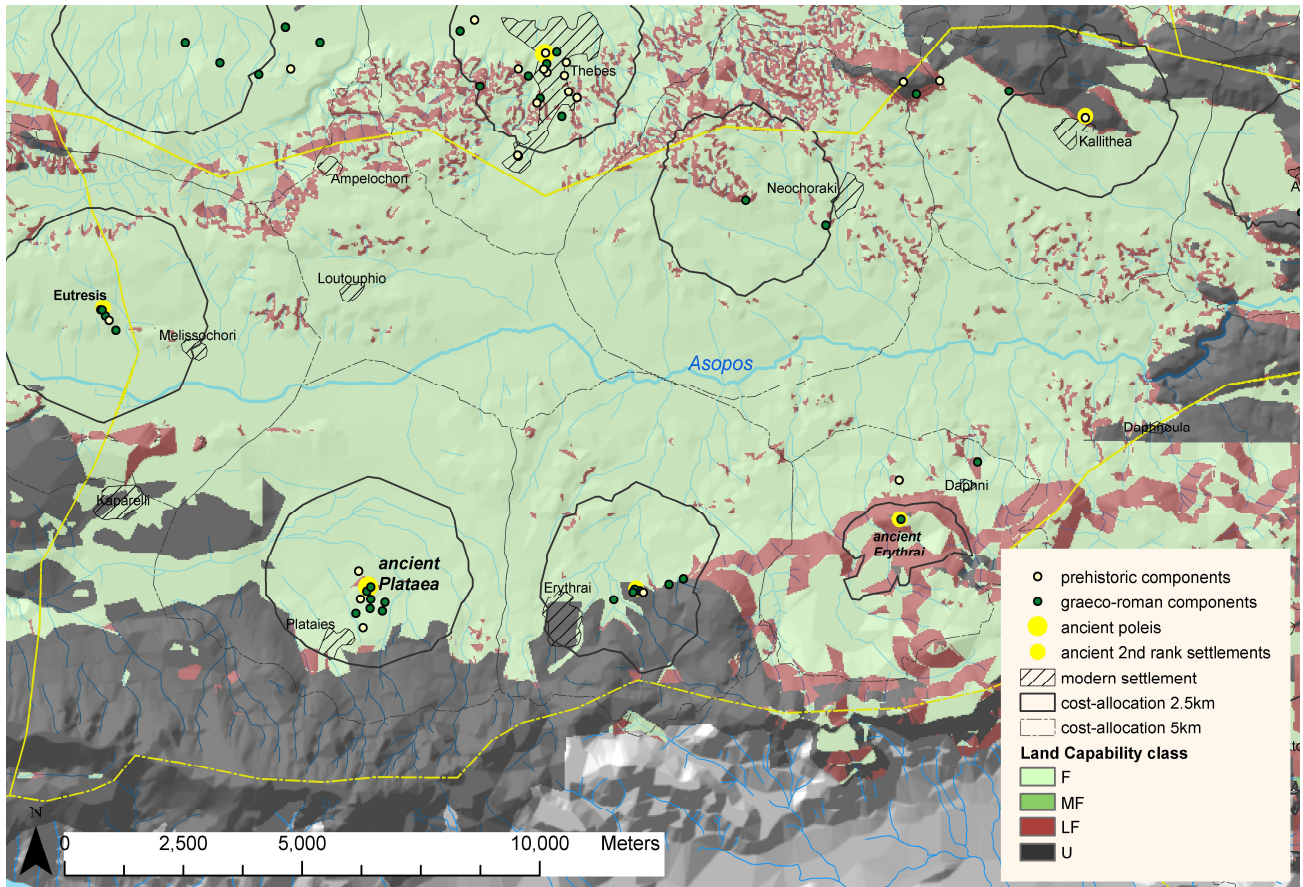 Thebes
Kallithea
Ampelochori
Neochoraki
A
Loutouphio
Eutresis
Melissochori
Asopos
Daphnoula
Kaparelli
Daphni
ancient
Erythrai
ancient
Plataea
Erythrai
Plataies
prehistoric components
graeco-roman components
ancient poleis
ancient 2nd rank settlements
modern settlement
cost-allocation 2.5km
cost-allocation 5km
Land Capability class
F
MF
LF
U
N
0 2,500 5,000 10,000 Meters